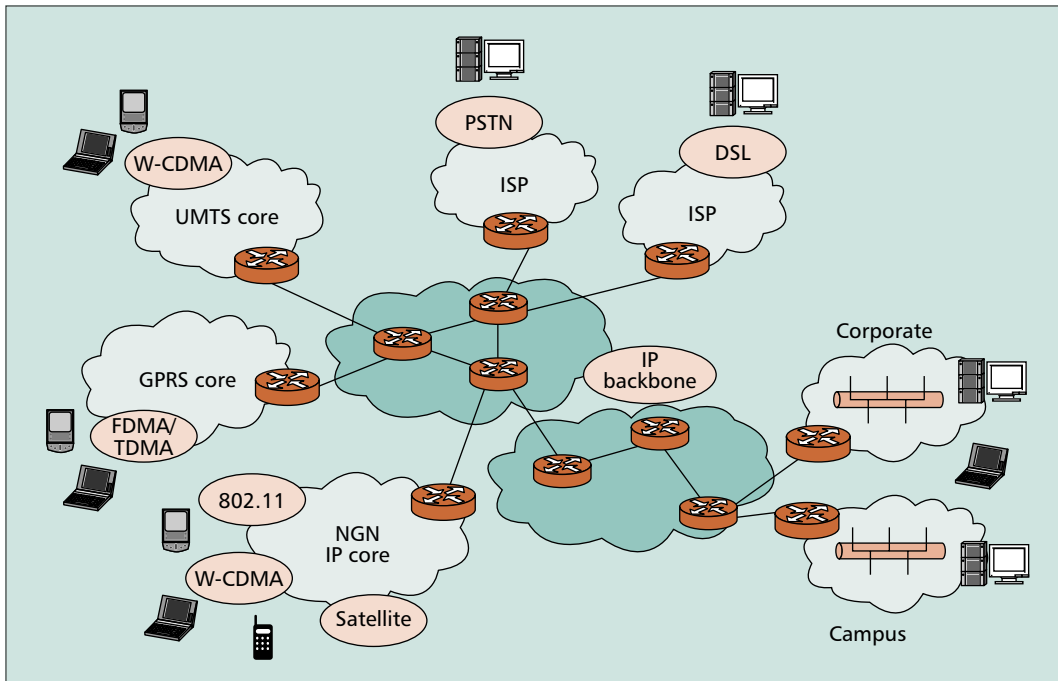 PSTN
ISP
DSL
ISP
W-CDMA
UMTS core
Corporate
IP
backbone
GPRS core
FDMA/
TDMA
802.11
NGN
IP core
W-CDMA
Satellite
Campus